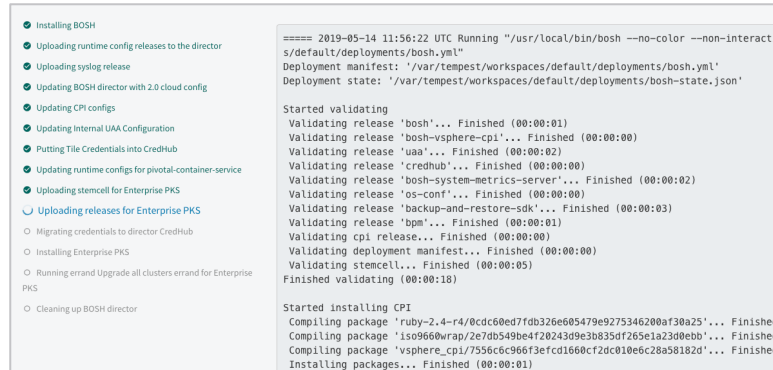 Installing BOSH
Uploading runtime config releases to the director
Uploading syslog release
Updating BOSH director with 2.0 cloud config
Updating CPI configs
Updating Internal UAA Configuration
Putting Tile Credentials into CredHub
Updating runtime configs for pivotal-container-service
Uploading stemcell for Enterprise PKS
Uploading releases for Enterprise PKS
Migrating credentials to director CredHub
Installing Enterprise PKS
Running errand Upgrade all clusters errand for Enterprise
PKS
Cleaning up BOSH director
===== 2019-05-14 11:56:22 UTC Running "/usr/local/bin/bosh --no-color --non-interact
s/default/deployments/bosh.yml"
Deployment manifest: '/var/tempest/workspaces/default/deployments/bosh.yml'
Deployment state: '/var/tempest/workspaces/default/deployments/bosh-state.json'
Started validating
Validating release 'bosh'... Finished (00:00:01)
Validating release 'bosh-vsphere-cpi'... Finished (00:00:00)
Validating release 'uaa'... Finished (00:00:02)
Validating release 'credhub'... Finished (00:00:00)
Validating release 'bosh-system-metrics-server'... Finished (00:00:02)
Validating release 'os-conf'... Finished (00:00:00)
Validating release 'backup-and-restore-sdk'... Finished (00:00:03)
Validating release 'bpm'... Finished (00:00:01)
Validating cpi release... Finished (00:00:00)
Validating deployment manifest... Finished (00:00:00)
Validating stemcell... Finished (00:00:05)
Finished validating (00:00:18)
Started installing CPI
Compiling package 'ruby-2.4-r4/0cdc60ed7fdb326e605479e9275346200af30a25'... Finishe
Compiling package 'iso9660wrap/2e7db549be4f20243d9e3b835df265e1a23d0ebb'... Finishe
Compiling package 'vsphere_cpi/7556c6c966f3efcd1660cf2dc010e6c28a58182d'... Finishe
Installing packages... Finished (00:00:01)